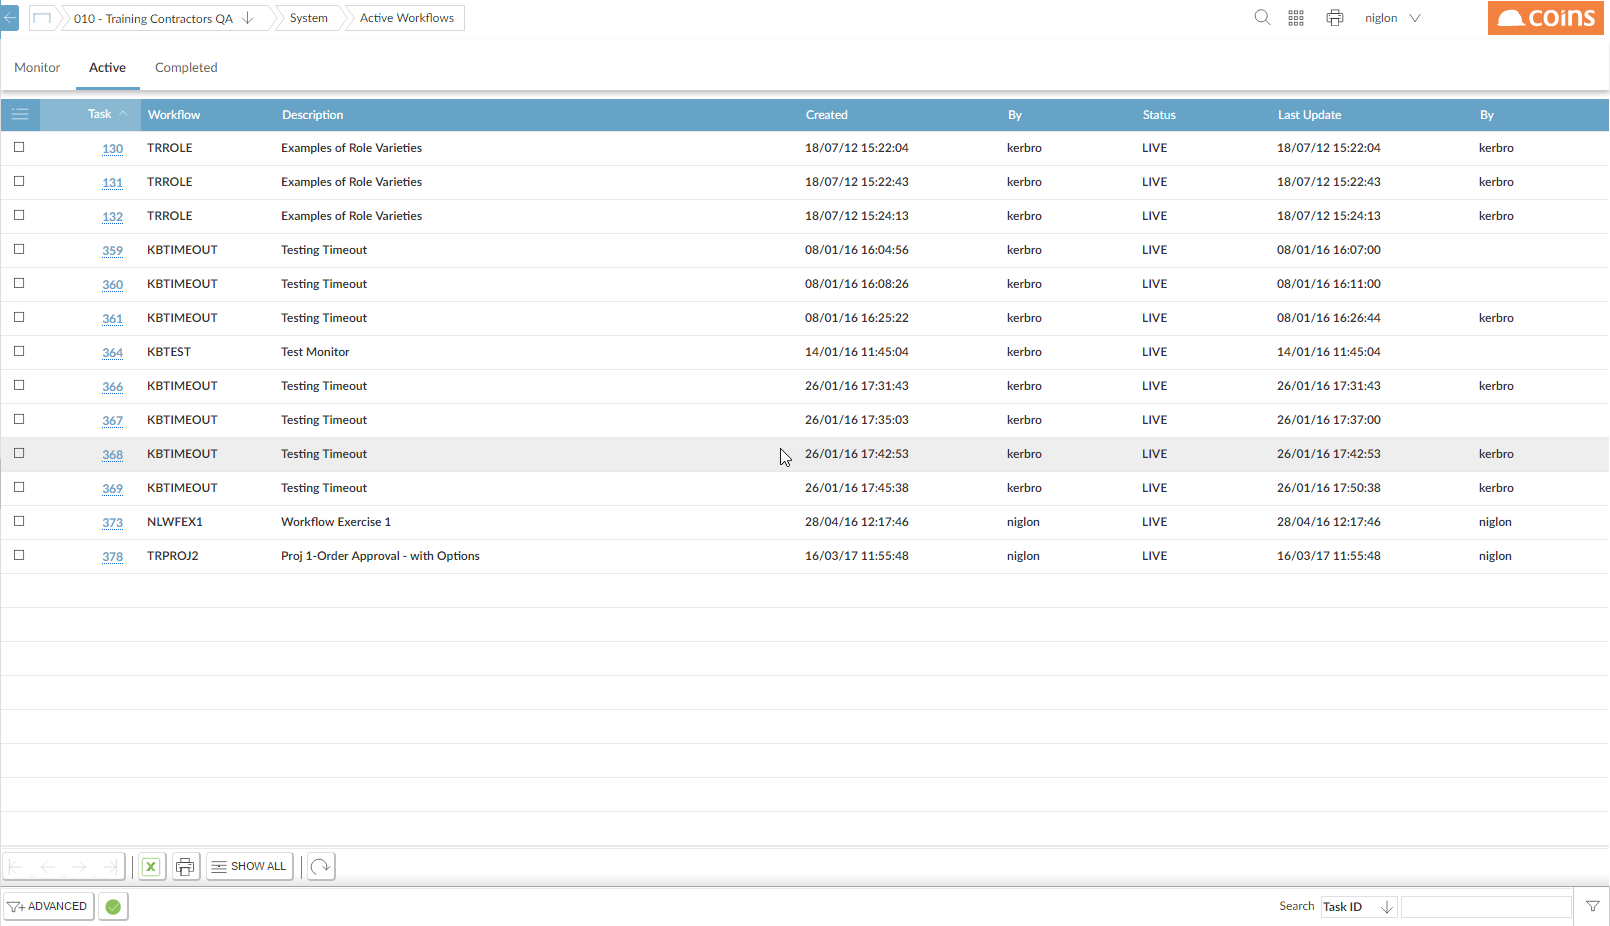 010 - Training Contractors QA System Active Workflows niglon coins
Monitor Active Completed
Task Workflow Description Created By Status Last Update By
130 TRROLE Examples of Role Varieties 18/07/12 15:22:04 kerbro LIVE 18/07/12 15:22:04 kerbro
131 TRROLE Examples of Role Varieties 18/07/12 15:22:43 kerbro LIVE 18/07/12 15:22:43 kerbro
132 TRROLE Examples of Role Varieties 18/07/12 15:24:13 kerbro LIVE 18/07/12 15:24:13 kerbro
359 KBTIMEOUT Testing Timeout 08/01/16 16:04:56 kerbro LIVE 08/01/16 16:07:00
360 KBTIMEOUT Testing Timeout 08/01/16 16:08:26 kerbro LIVE 08/01/16 16:11:00
361 KBTIMEOUT Testing Timeout 08/01/16 16:25:22 kerbro LIVE 08/01/16 16:26:44 kerbro
364 KBTEST Test Monitor 14/01/16 11:45:04 kerbro LIVE 14/01/16 11:45:04
366 KBTIMEOUT Testing Timeout 26/01/16 17:31:43 kerbro LIVE 26/01/16 17:31:43 kerbro
367 KBTIMEOUT Testing Timeout 26/01/16 17:35:03 kerbro LIVE 26/01/16 17:37:00
368 KBTIMEOUT Testing Timeout 26/01/16 17:42:53 kerbro LIVE 26/01/16 17:42:53 kerbro
369 KBTIMEOUT Testing Timeout 26/01/16 17:45:38 kerbro LIVE 26/01/16 17:50:38 kerbro
373 NLWFEX1 Workflow Exercise 1 28/04/16 12:17:46 niglon LIVE 28/04/16 12:17:46 niglon
378 TRPROJ2 Proj 1-Order Approval - with Options 16/03/17 11:55:48 niglon LIVE 16/03/17 11:55:48 niglon
SHOW ALL
ADVANCED Search Task ID